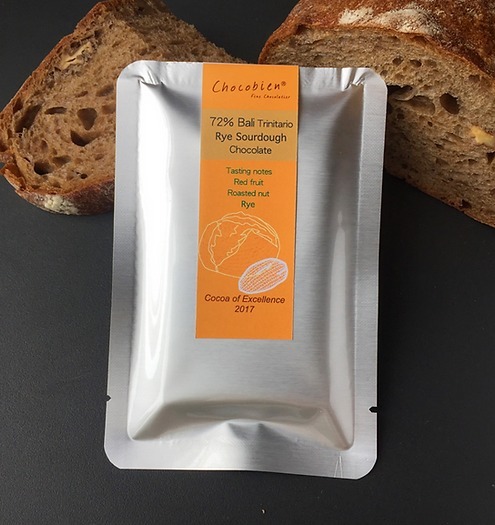 Chocobien®
Fine Chocolatier
72% Bali Trinitario
Rye Sourdough
Chocolate
Tasting notes
Red fruit
Roasted nut
Rye
Cocoa of Excellence
2017